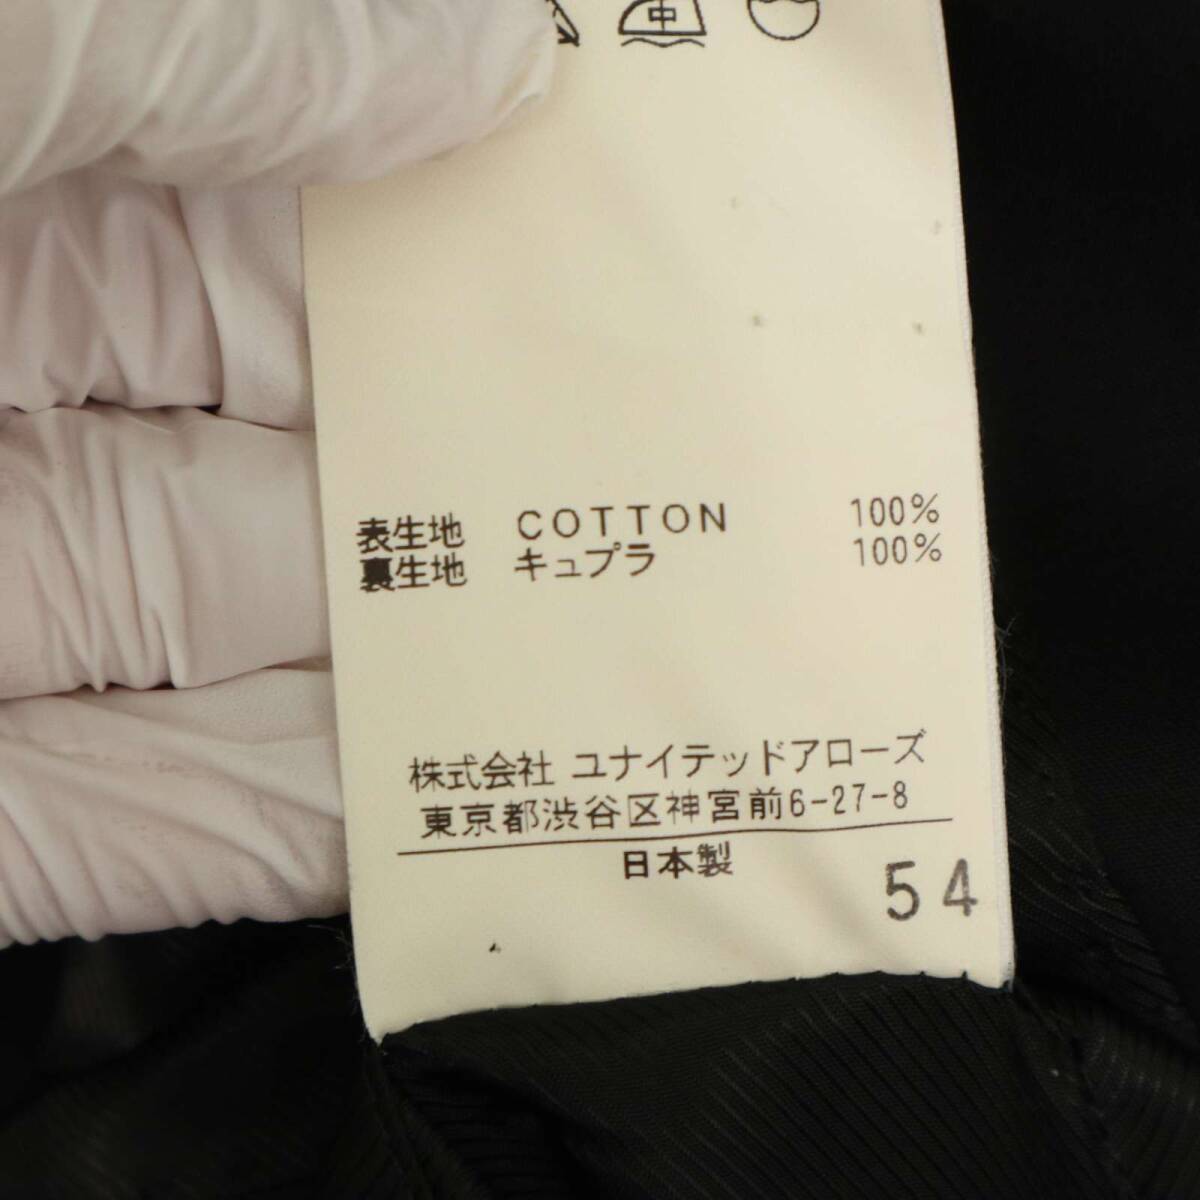 中
表生地 COTTON 100%
裏生地 キュプラ 100%
株式会社 ユナイテッドアローズ
東京都渋谷区神宮前6-27-8
日本製
54